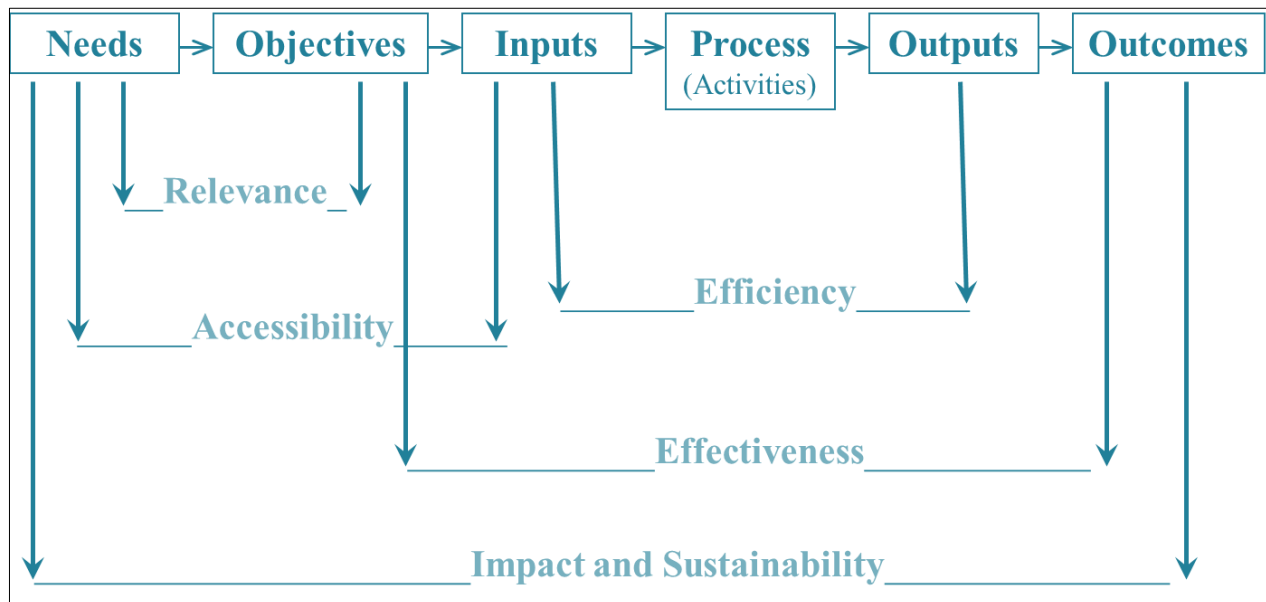 Needs Objectives Inputs Process Outputs Outcomes
(Activities)
Relevance
Efficiency
Accessibility
Effectiveness
Impact and Sustainability